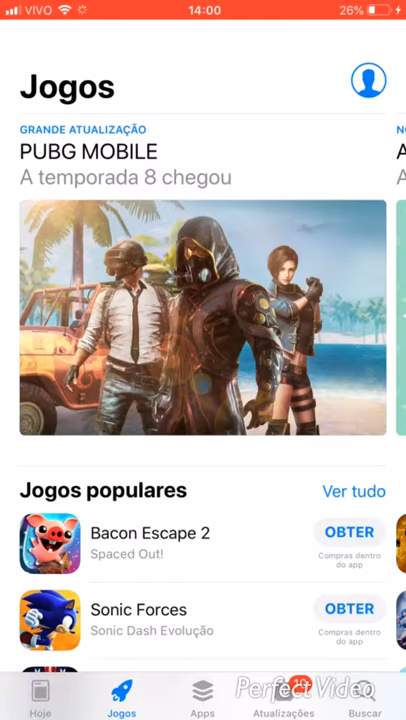 VIVO
14:00
26%
Jogos
GRANDE ATUALIZAÇÃO
PUBG MOBILE
A temporada 8 chegou
Jogos populares
Ver tudo
Bacon Escape 2
Spaced Out!
OBTER
Compras dentro
do app
Sonic Forces
Sonic Dash Evolução
OBTER
Compras dentro
do app
Perfect Video
Hoje
Jogos
Apps
Atualizações
Buscar